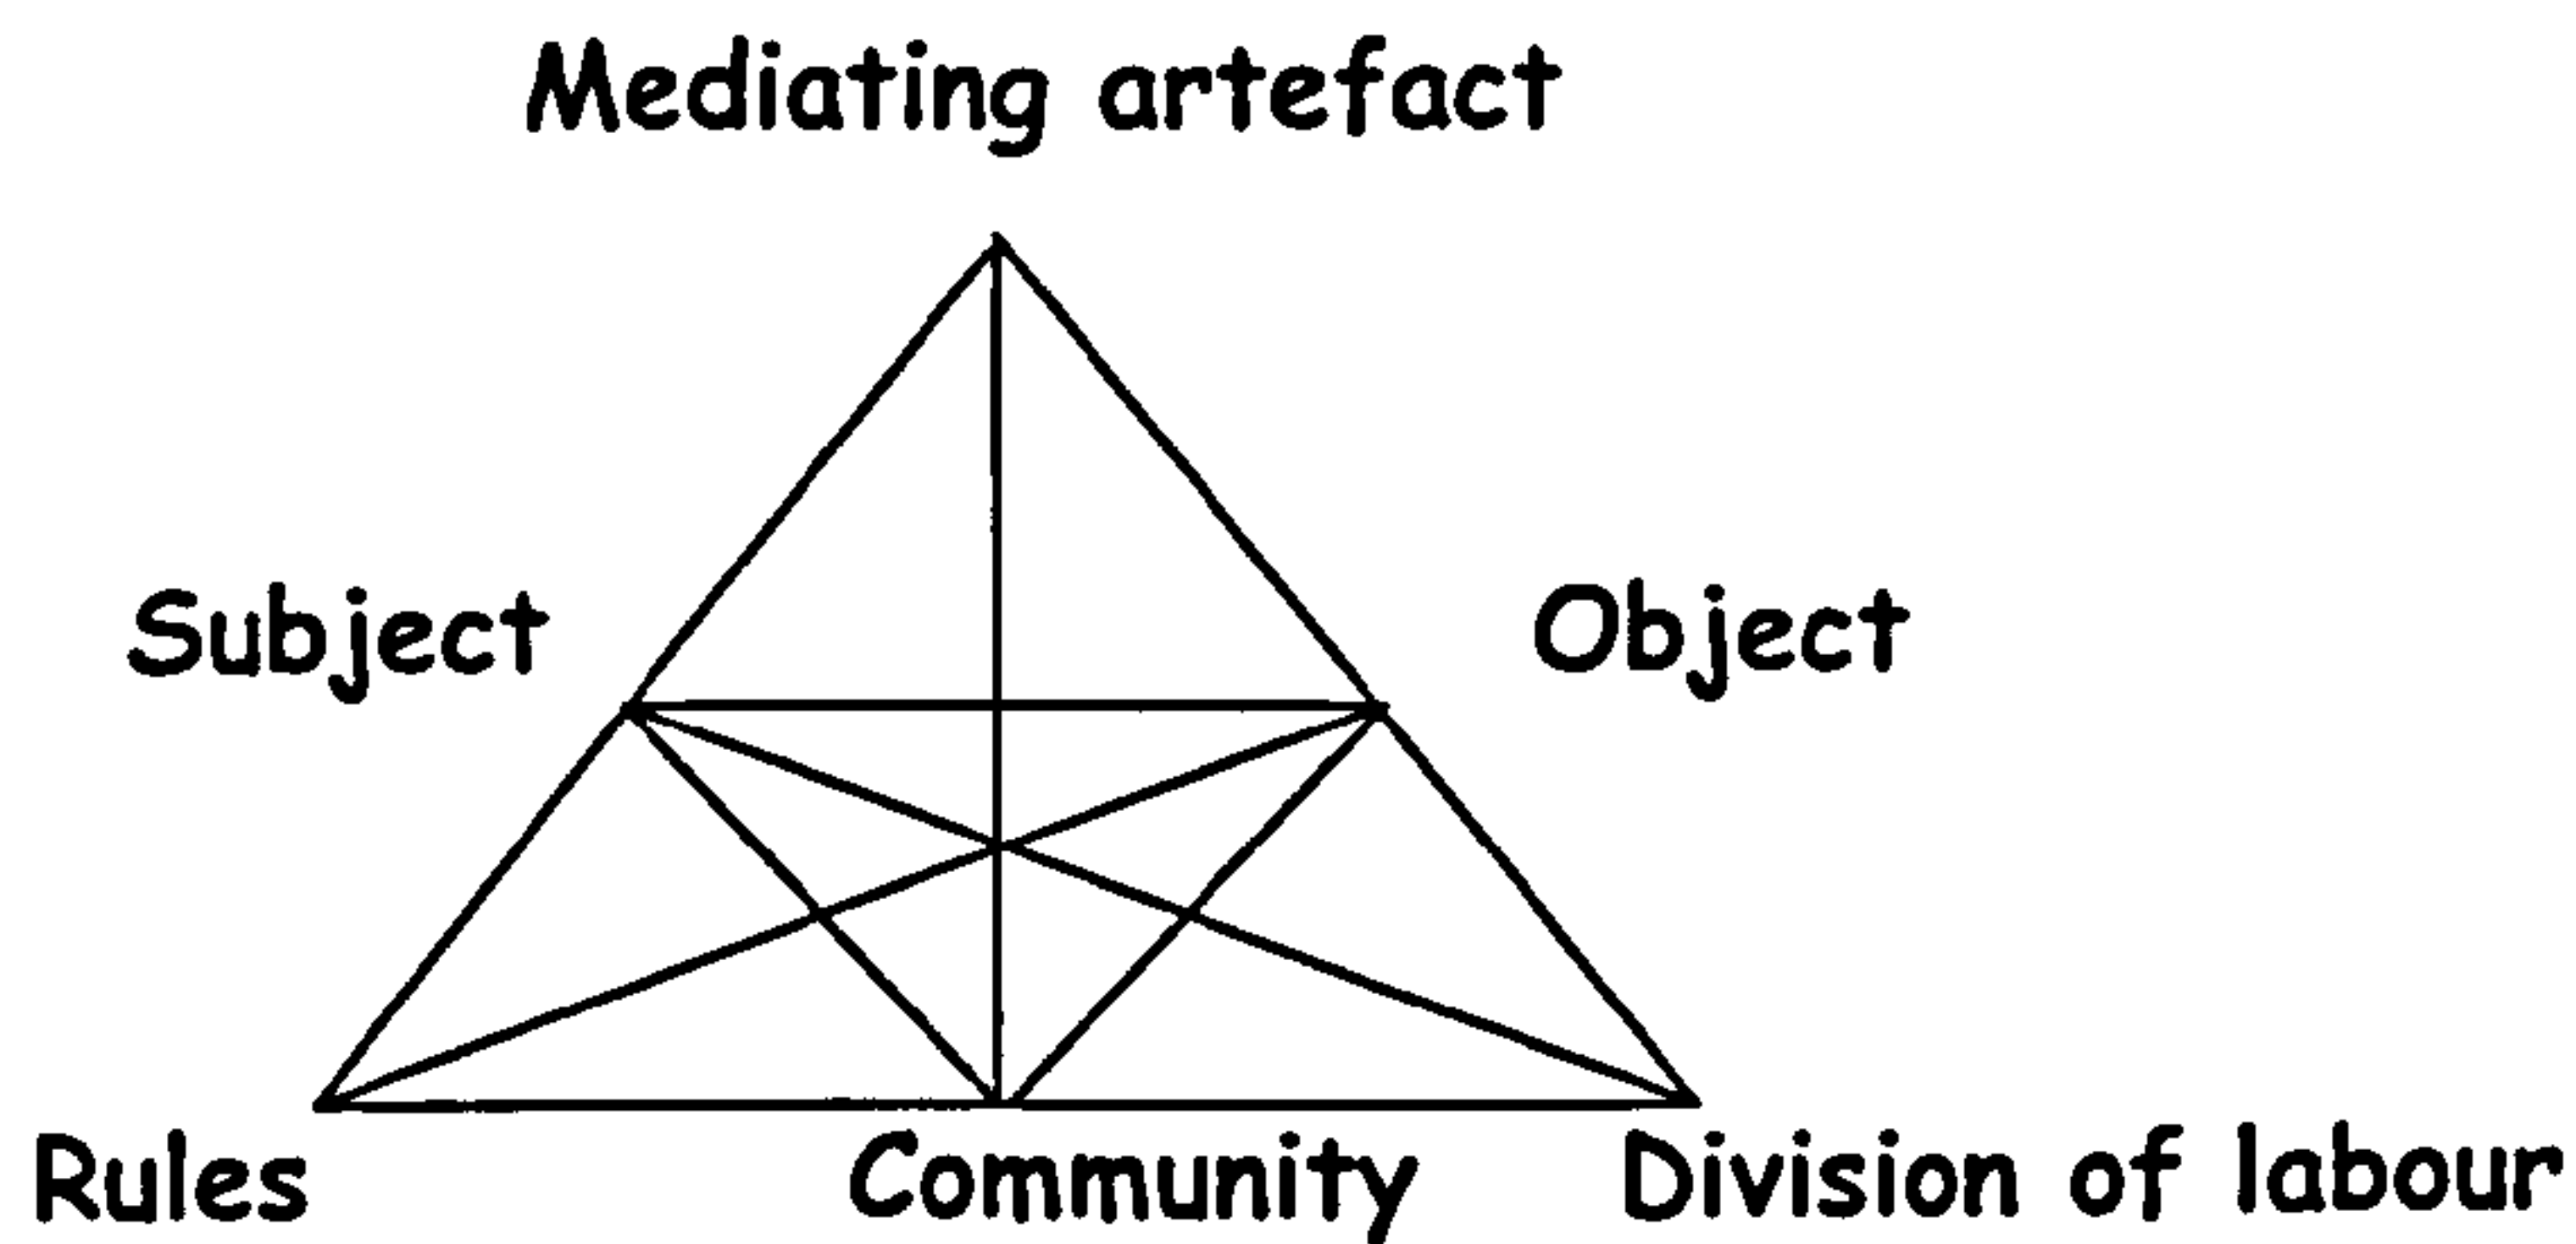 Mediating artefact
Subject
Object
Rules
Community
Division of labour